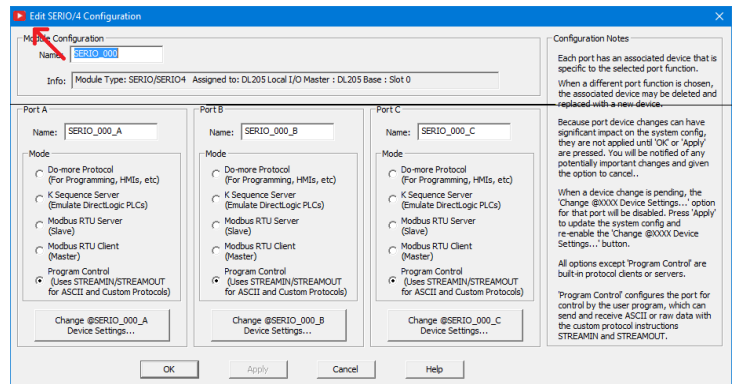 Edit SERIO/4 Configuration
Module Configuration
Name: SERIO_000
Info: Module Type: SERIO/SERIO4 Assigned to: DL205 Local I/O Master : DL205 Base : Slot 0
Port A
Name: SERIO_000_A
Mode
Do-more Protocol
(For Programming, HMIs, etc)
K Sequence Server
(Emulate DirectLogic PLCs)
Modbus RTU Server
(Slave)
Modbus RTU Client
(Master)
Program Control
(Uses STREAMIN/STREAMOUT
for ASCII and Custom Protocols)
Change @SERIO_000_A
Device Settings...
Port B
Name: SERIO_000_B
Mode
Do-more Protocol
(For Programming, HMIs, etc)
K Sequence Server
(Emulate DirectLogic PLCs)
Modbus RTU Server
(Slave)
Modbus RTU Client
(Master)
Program Control
(Uses STREAMIN/STREAMOUT
for ASCII and Custom Protocols)
Change @SERIO_000_B
Device Settings...
Port C
Name: SERIO_000_C
Mode
Do-more Protocol
(For Programming, HMIs, etc)
K Sequence Server
(Emulate DirectLogic PLCs)
Modbus RTU Server
(Slave)
Modbus RTU Client
(Master)
Program Control
(Uses STREAMIN/STREAMOUT
for ASCII and Custom Protocols)
Change @SERIO_000_C
Device Settings...
OK
Apply
Cancel
Help
Configuration Notes
Each port has an associated device that is
specific to the selected port function.
When a different port function is chosen,
the associated device may be deleted and
replaced with a new device.
Because port device changes can have
significant impact on the system config,
they are not applied until 'OK' or 'Apply'
are pressed. You will be notified of any
potentially important changes and given
the option to cancel..
When a device change is pending, the
'Change @XXXX Device Settings...' option
for that port will be disabled. Press 'Apply'
to update the system config and
re-enable the 'Change @XXXX Device
Settings...' button.
All options except 'Program Control' are
built-in protocol clients or servers.
'Program Control' configures the port for
control by the user program, which can
send and receive ASCII or raw data with
the custom protocol instructions
STREAMIN and STREAMOUT.